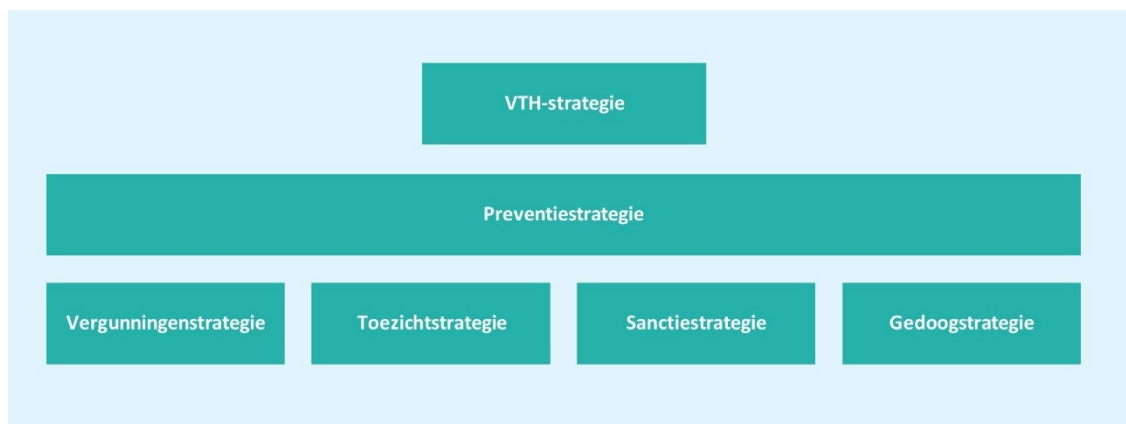 VTH-strategie
Preventiestrategie
Vergunningenstrategie
Toezichtstrategie
Sanctiestrategie
Gedoogstrategie